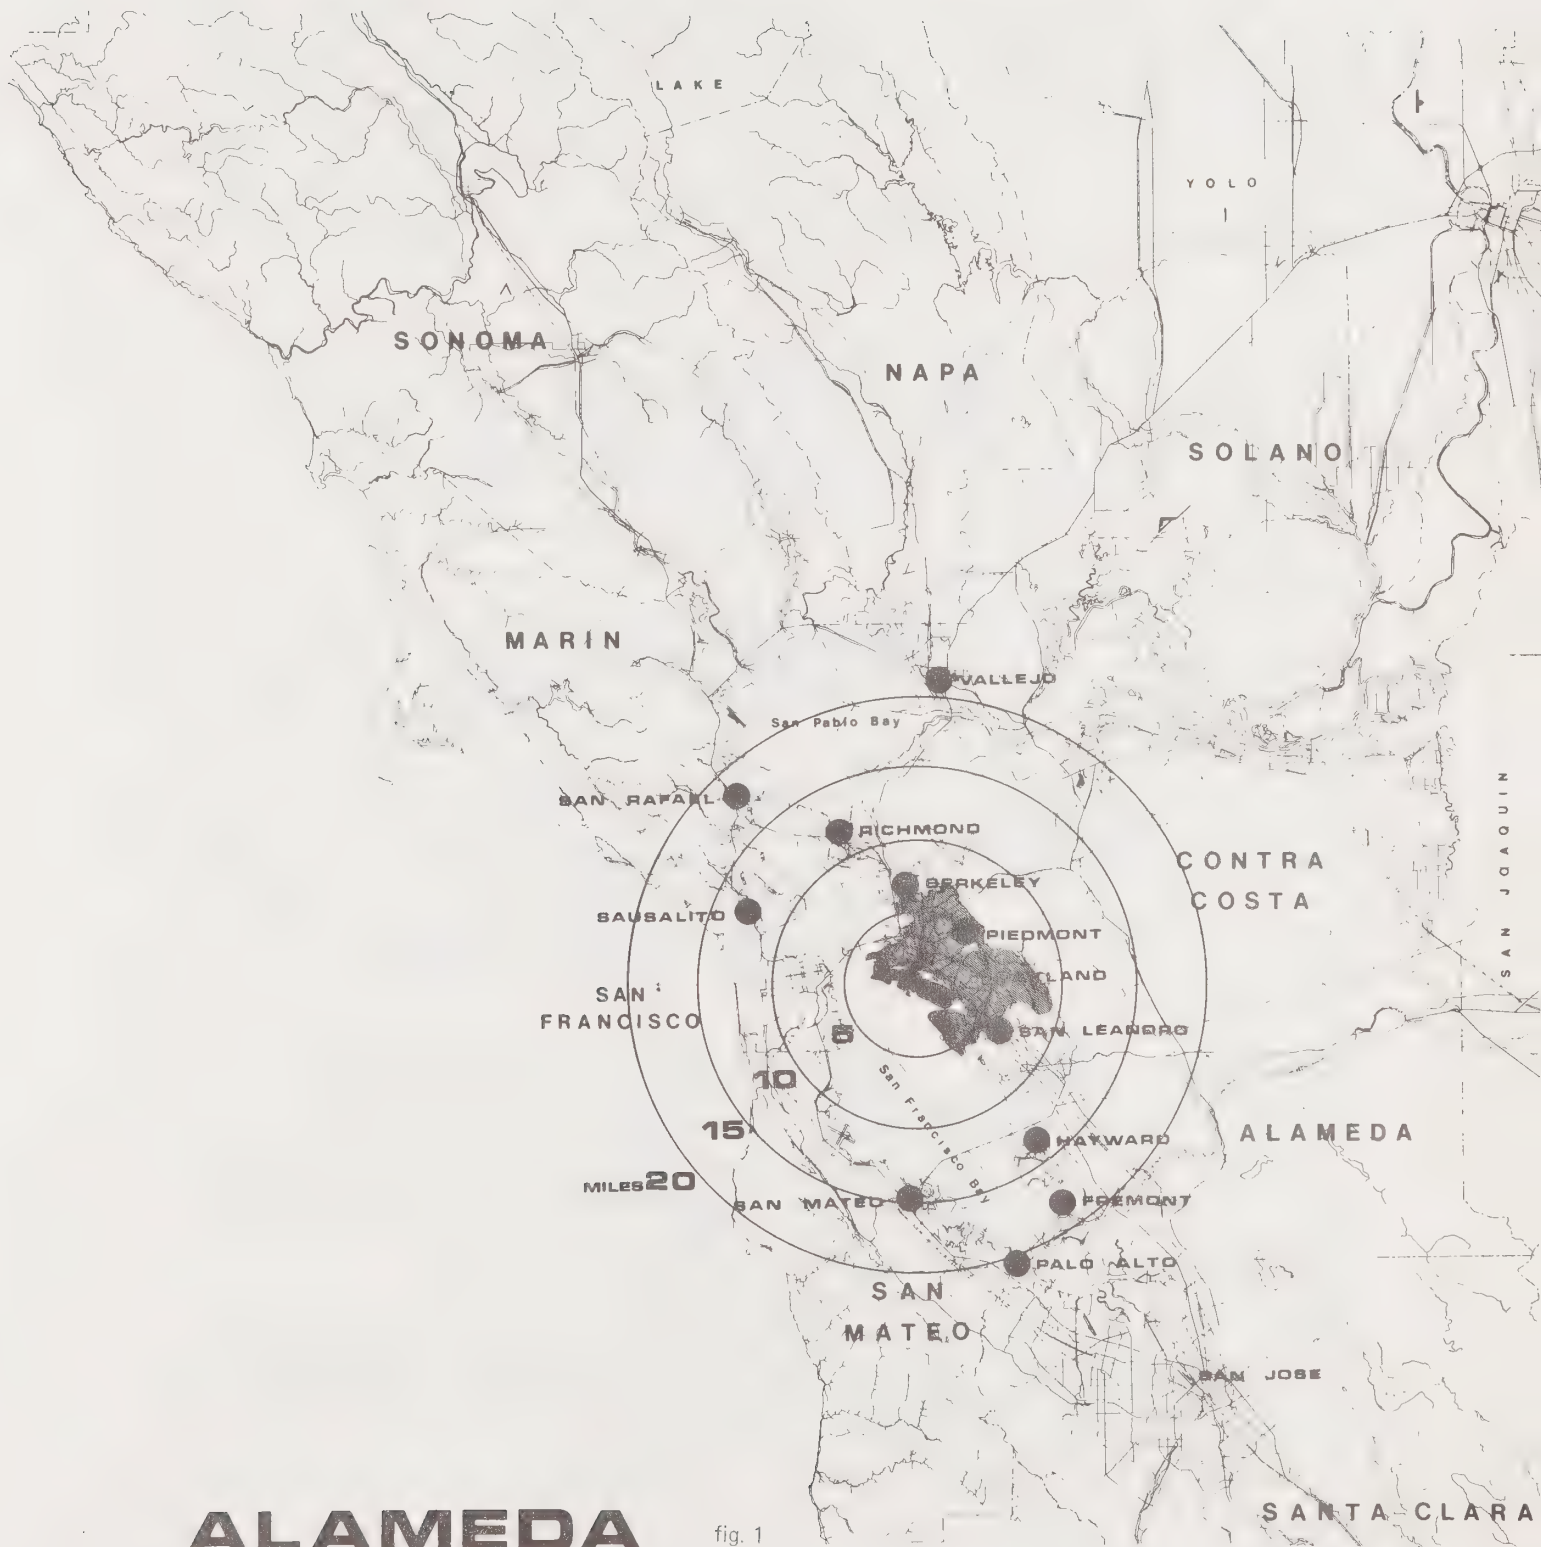 LAKE
YOLO
SONOMA
NAPA
SOLANO
MARIN
VALLEJO
San Pablo Bay
SAN JOAQUIN
SAN RAFAEL
RICHMOND
CONTRA
COSTA
BERKELEY
SAUSALITO
PIEDMONT
LAND
SAN
FRANCISCO
SAN LEANDRO
5
10
San Francisco Bay
15
ALAMEDA
HAYWARD
MILES 20
SAN MATEO
FREMONT
PALO ALTO
SAN
MATEO
SAN JOSE
SANTA CLARA
ALAMEDA
fig. 1